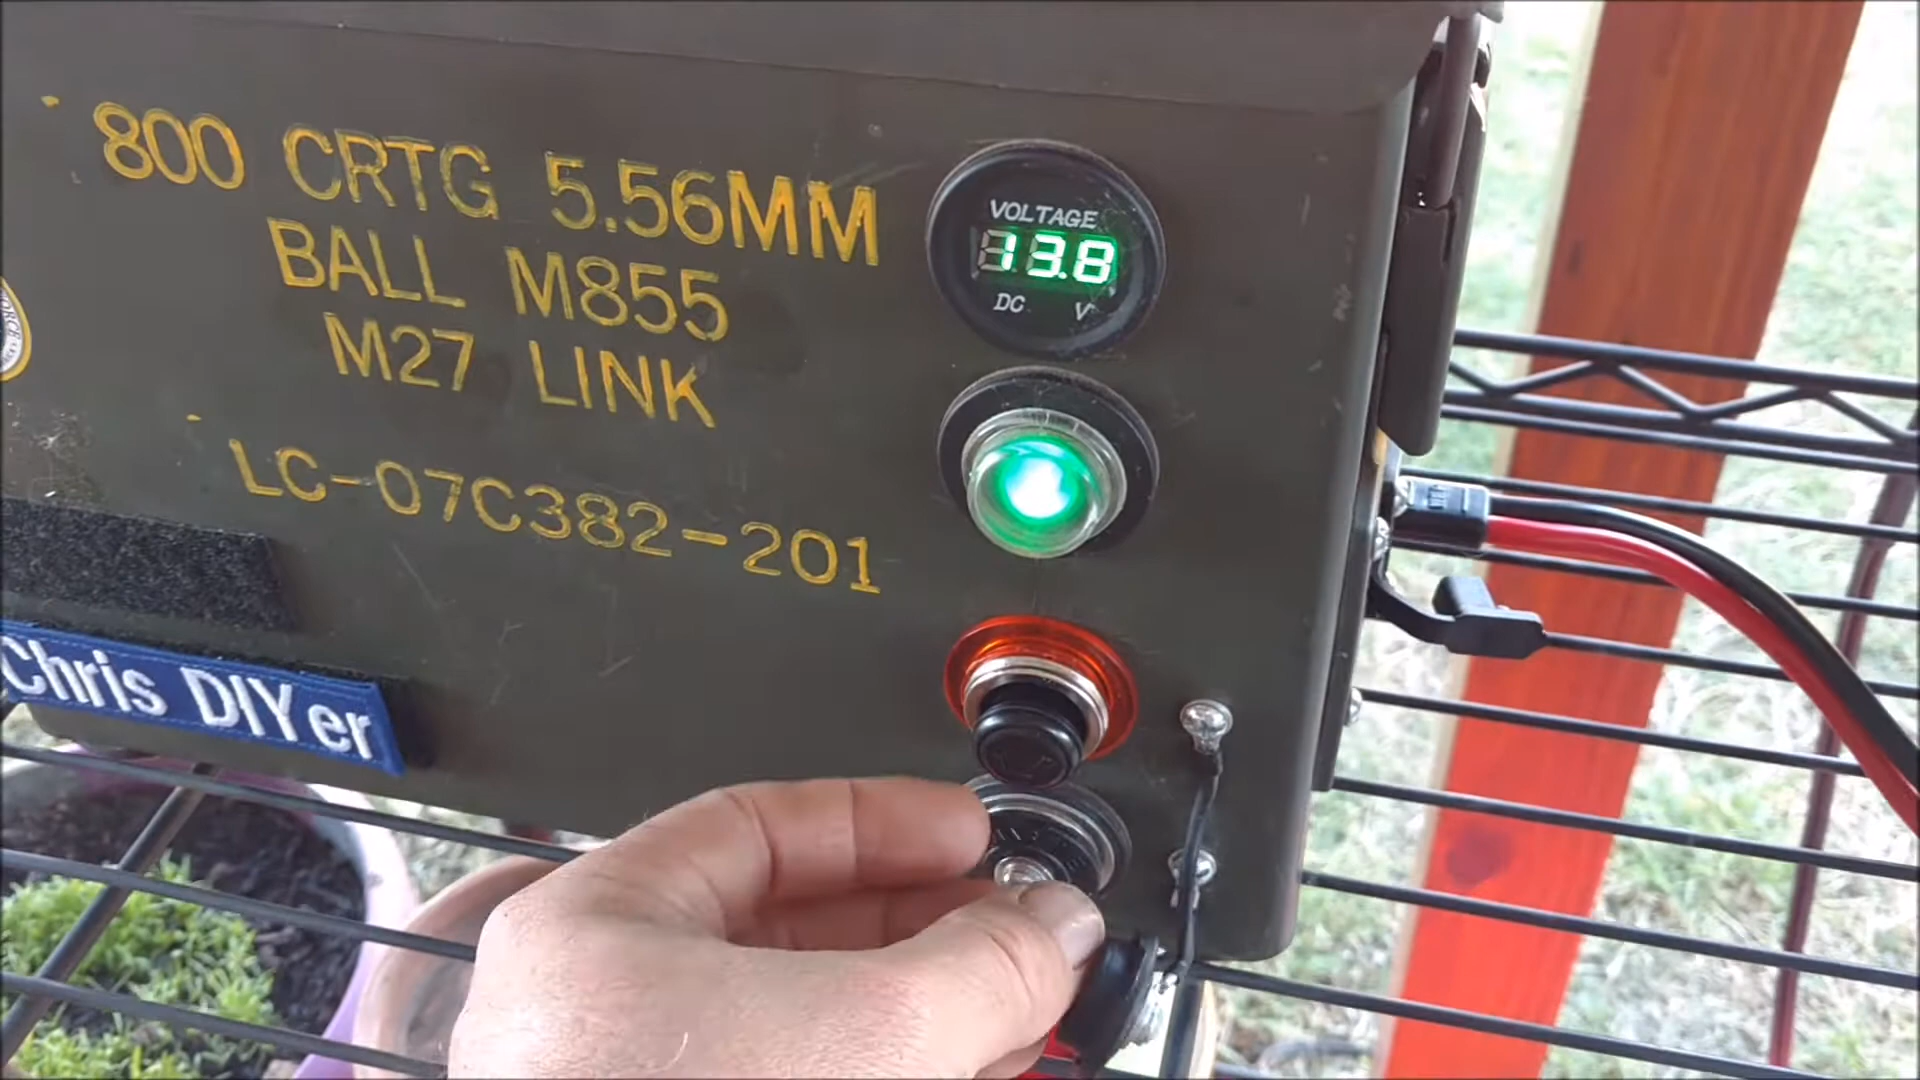 800 CRTG 5.56MM
BALL M855
M27 LINK
LC-07C382-201
VOLTAGE
13.8
DC V
Chris DIYer